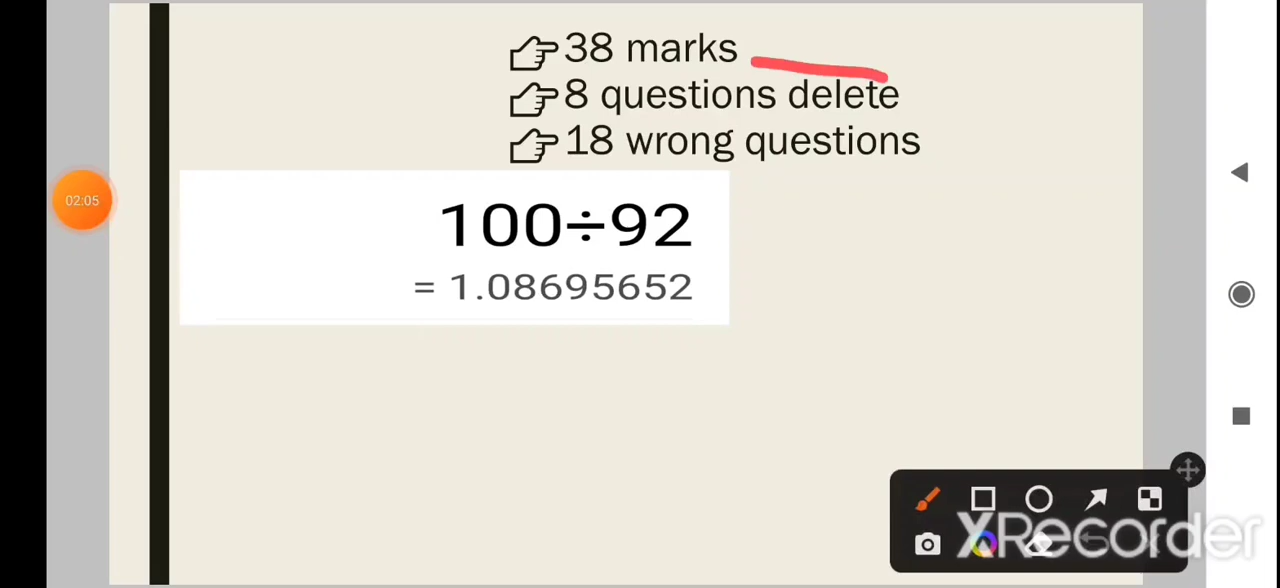 38 marks
8 questions delete
18 wrong questions
02:05
100÷92
= 1.08695652
XRecorder